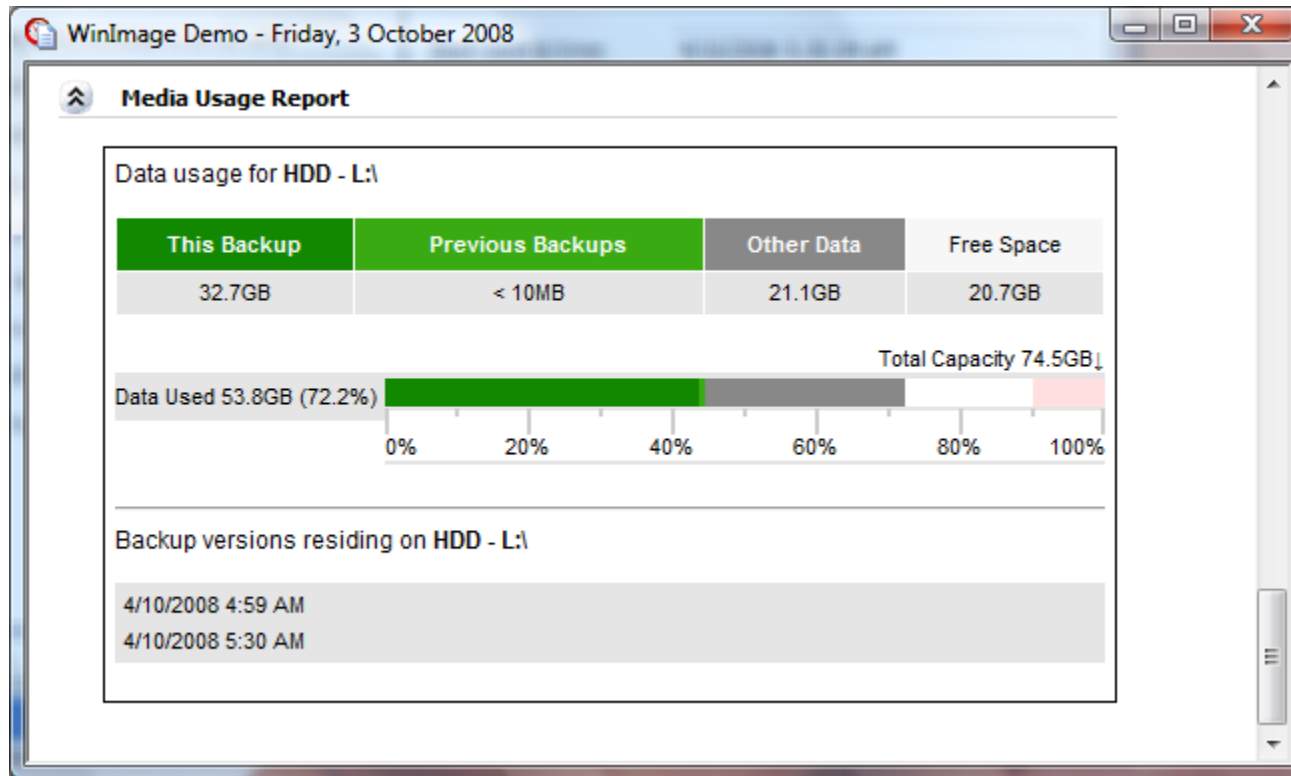 WinImage Demo - Friday, 3 October 2008
Media Usage Report
Data usage for HDD - L:\
This Backup Previous Backups Other Data Free Space
32.7GB < 10MB 21.1GB 20.7GB
Total Capacity 74.5GB↓
Data Used 53.8GB (72.2%)
0% 20% 40% 60% 80% 100%
Backup versions residing on HDD - L:\
4/10/2008 4:59 AM
4/10/2008 5:30 AM